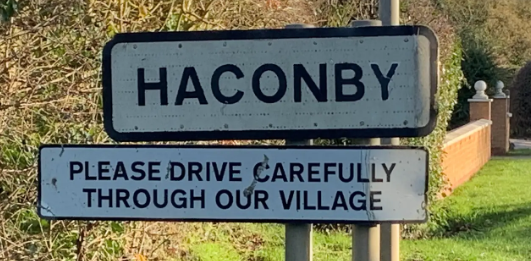 HACONBY
PLEASE DRIVE CAREFULLY
THROUGH OUR VILLAGE